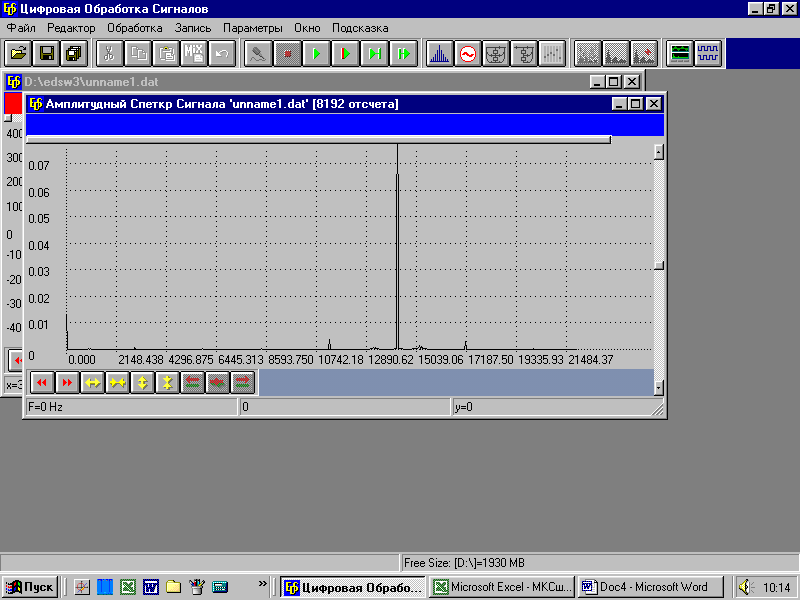 Цифровая Обработка Сигналов
Файл Редактор Обработка Запись Параметры Окно Подсказка
MiX
D:\edsw3\unname1.dat
Амплитудный Спеткр Сигнала 'unname1.dat' [8192 отсчета]
400
300
200
100
0
-10
-20
-30
-40
0.07
0.06
0.05
0.04
0.03
0.02
0.01
0
0.000 2148.438 4296.875 6445.313 8593.750 10742.18 12890.62 15039.06 17187.50 19335.93 21484.37
x=3
F=0 Hz 0 y=0
Free Size: [D:\]=1930 MB
Пуск » Цифровая Обрабо... Microsoft Excel - МКСш... Doc4 - Microsoft Word 10:14